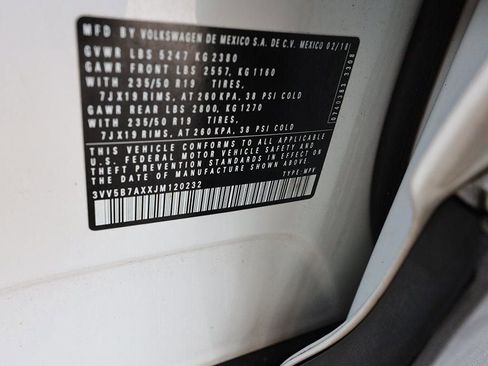 MFD BY VOLKSWAGEN DE MEXICO S.A. DE C.V. MEXICO 02/18
GVWR LBS 5247 KG 2380
GAWR FRONT LBS 2557, KG 1160
WITH 235/50 R19 TIRES,
7JX19 RIMS, AT 260 KPA, 38 PSI COLD
GAWR REAR LBS 2800, KG 1270
WITH 235/50 R19 TIRES,
7JX19 RIMS, AT 260 KPA, 38 PSI COLD
THIS VEHICLE CONFORMS TO ALL APPLICABLE
U.S. FEDERAL MOTOR VEHICLE SAFETY AND
THEFT PREVENTION STANDARDS IN EFFECT
ON THE DATE OF MANUFACTURE SHOWN ABOVE.
3VV5B7AXXJM120232
TYPE: MPV